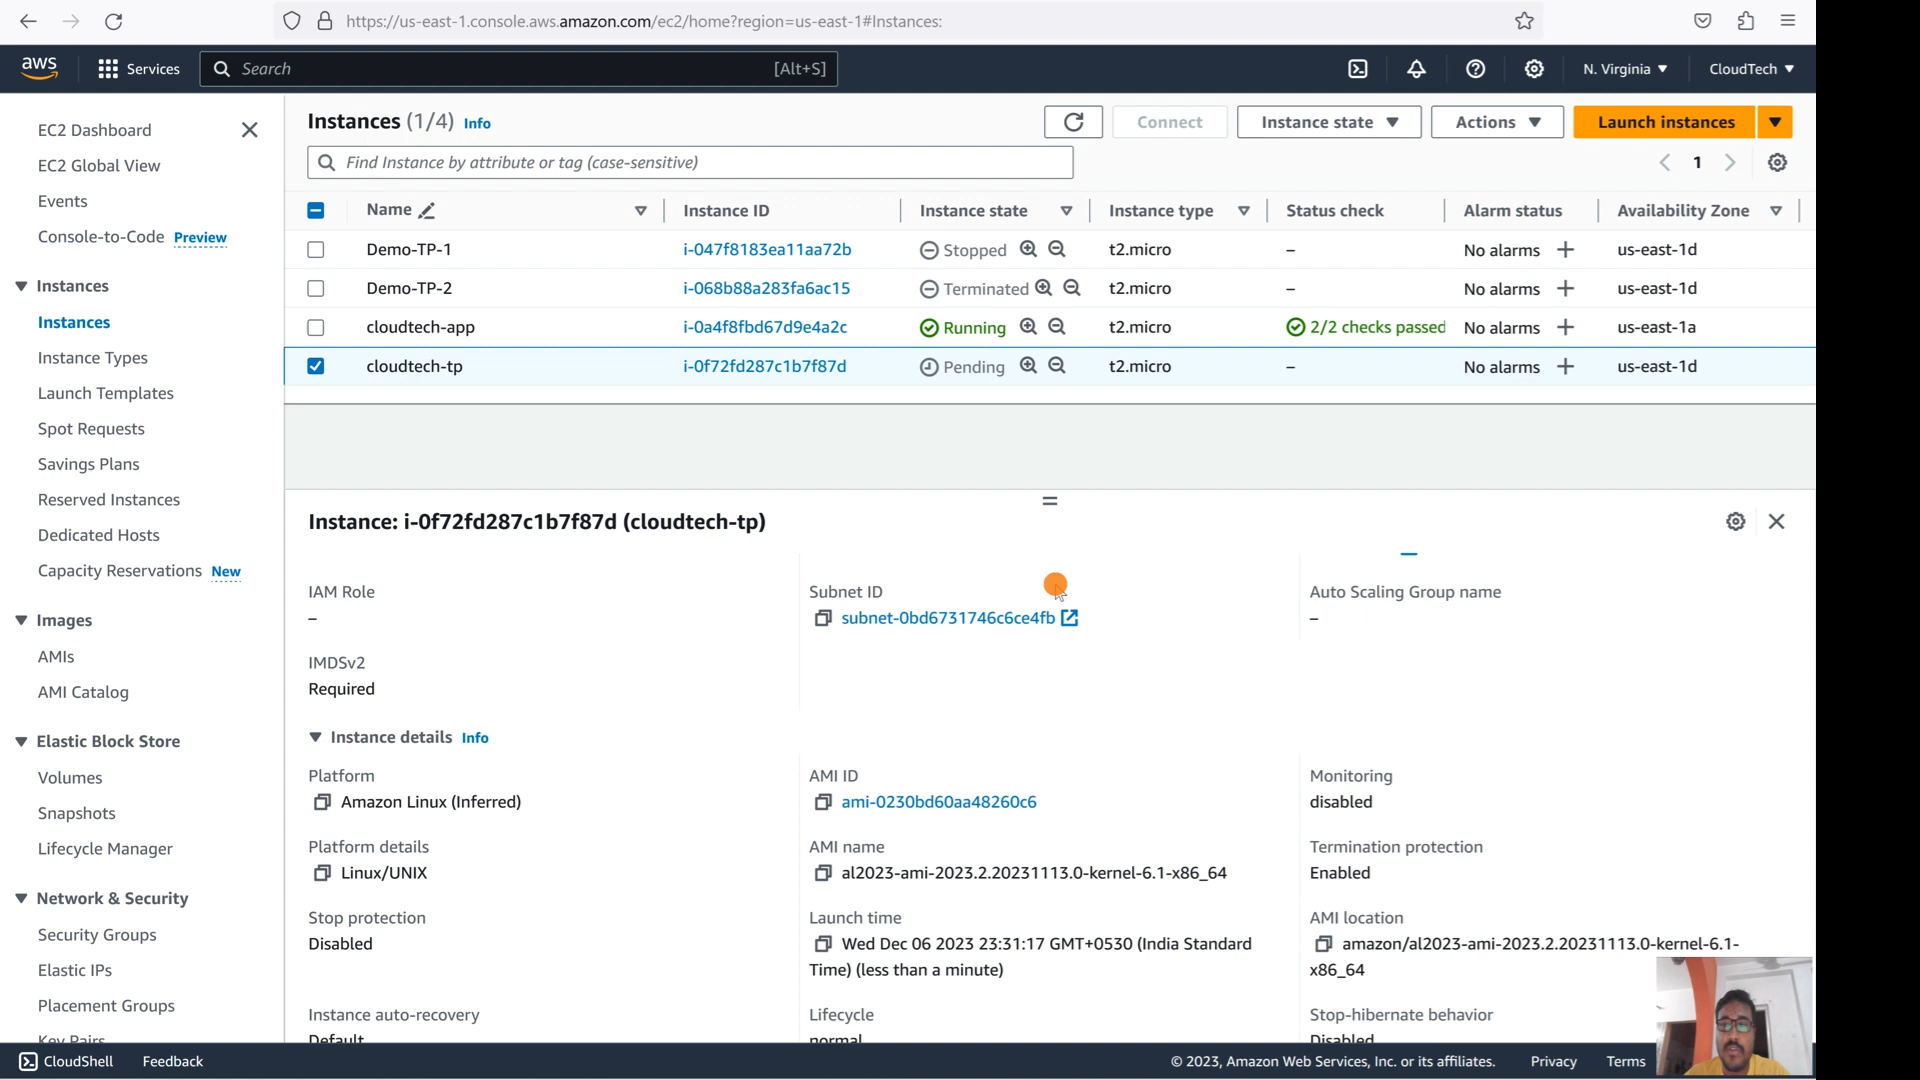 https://us-east-1.console.aws.amazon.com/ec2/home?region=us-east-1#Instances:
aws Services Search [Alt+S] N. Virginia CloudTech
EC2 Dashboard
EC2 Global View
Events
Console-to-Code Preview
Instances
Instances
Instance Types
Launch Templates
Spot Requests
Savings Plans
Reserved Instances
Dedicated Hosts
Capacity Reservations New
Images
AMIs
AMI Catalog
Elastic Block Store
Volumes
Snapshots
Lifecycle Manager
Network & Security
Security Groups
Elastic IPs
Placement Groups
Key Pairs
Instances (1/4) Info Connect Instance state Actions Launch instances
Find Instance by attribute or tag (case-sensitive) 1
Name Instance ID Instance state Instance type Status check Alarm status Availability Zone
Demo-TP-1 i-047f8183ea11aa72b Stopped t2.micro – No alarms us-east-1d
Demo-TP-2 i-068b88a283fa6ac15 Terminated t2.micro – No alarms us-east-1d
cloudtech-app i-0a4f8fbd67d9e4a2c Running t2.micro 2/2 checks passed No alarms us-east-1a
cloudtech-tp i-0f72fd287c1b7f87d Pending t2.micro – No alarms us-east-1d
Instance: i-0f72fd287c1b7f87d (cloudtech-tp)
IAM Role
–
Subnet ID
subnet-0bd6731746c6ce4fb
Auto Scaling Group name
–
IMDSv2
Required
Instance details Info
Platform
Amazon Linux (Inferred)
AMI ID
ami-0230bd60aa48260c6
Monitoring
disabled
Platform details
Linux/UNIX
AMI name
al2023-ami-2023.2.20231113.0-kernel-6.1-x86_64
Termination protection
Enabled
Stop protection
Disabled
Launch time
Wed Dec 06 2023 23:31:17 GMT+0530 (India Standard
Time) (less than a minute)
AMI location
amazon/al2023-ami-2023.2.20231113.0-kernel-6.1-
x86_64
Instance auto-recovery
Default
Lifecycle
normal
Stop-hibernate behavior
Disabled
CloudShell Feedback © 2023, Amazon Web Services, Inc. or its affiliates. Privacy Terms